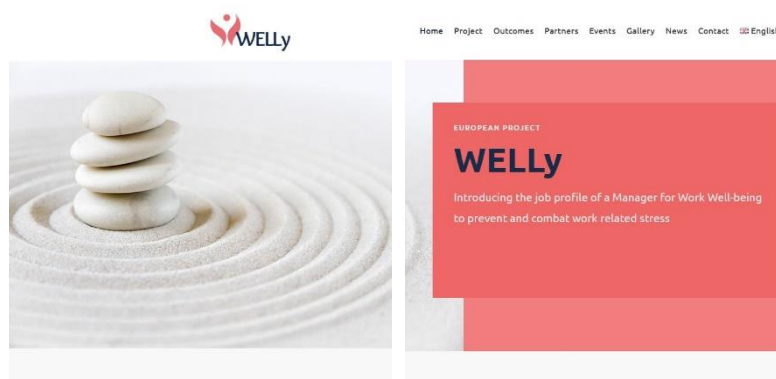 WELLy
Home Project Outcomes Partners Events Gallery News Contact English
EUROPEAN PROJECT
WELLy
Introducing the job profile of a Manager for Work Well-being
to prevent and combat work related stress